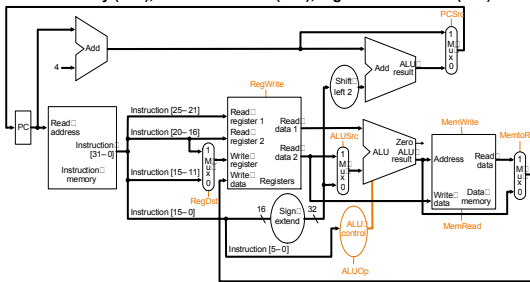 PCSrc
Add
4
Add ALU
result
1
M
u
x
0
Shift
left 2
RegWrite
PC
Read
address
Instruction
[31–0]
Instruction
memory
Instruction [25–21]
Instruction [20–16]
Instruction [15–11]
Instruction [15–0]
Instruction [5–0]
1
M
u
x
0
RegDst
Read
register 1
Read
register 2
Write
register
Write
data
Read
data 1
Read
data 2
Registers
16
Sign
extend
32
ALUSrc
1
M
u
x
0
Zero
ALU ALU
result
ALU
control
ALUOp
MemWrite
Address
Read
data
Write
data
Data
memory
MemRead
MemtoR
1
M
u
x
0